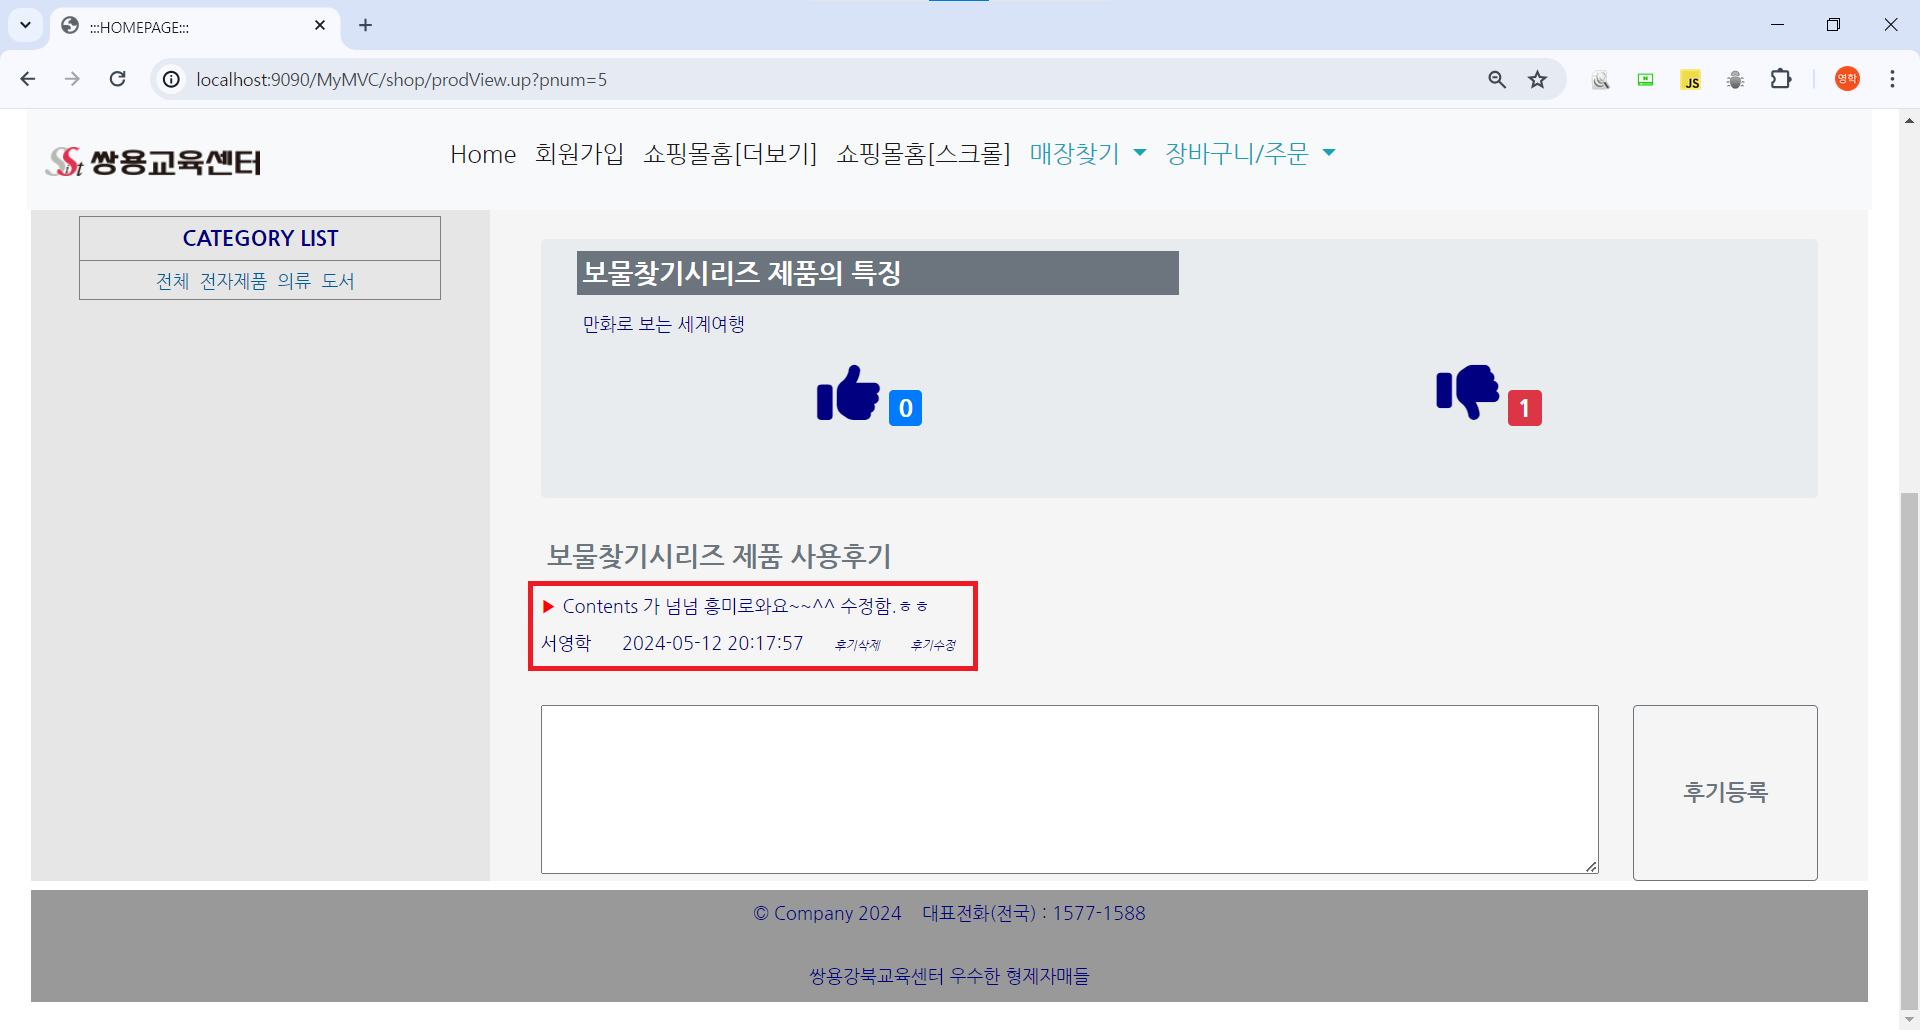 :::HOMEPAGE:::
localhost:9090/MyMVC/shop/prodView.up?pnum=5
JS
영학
Sist 쌍용교육센터
Home 회원가입 쇼핑몰홈[더보기] 쇼핑몰홈[스크롤] 매장찾기 장바구니/주문
CATEGORY LIST
전체 전자제품 의류 도서
보물찾기시리즈 제품의 특징
만화로 보는 세계여행
0
1
보물찾기시리즈 제품 사용후기
▶ Contents 가 넘넘 흥미로와요~~^^ 수정함.ㅎㅎ
서영학 2024-05-12 20:17:57 후기삭제 후기수정
후기등록
© Company 2024 대표전화(전국) : 1577-1588
쌍용강북교육센터 우수한 형제자매들